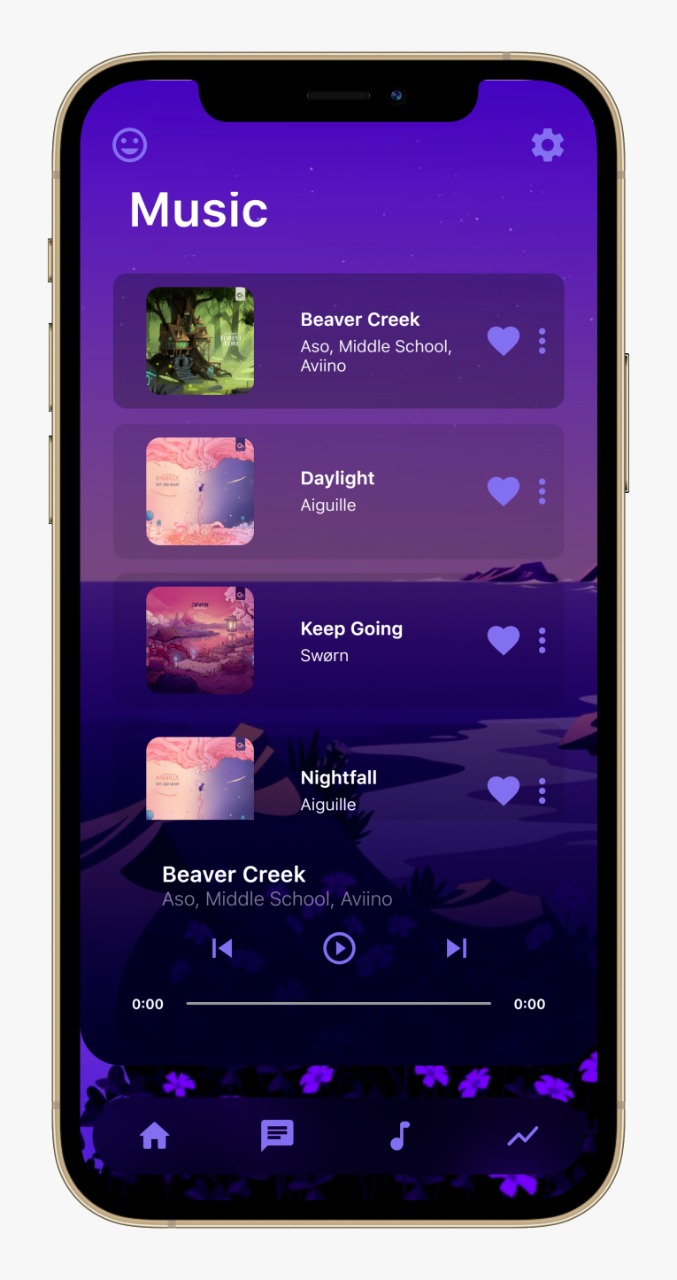 Music
Beaver Creek
Aso, Middle School,
Aviino
Daylight
Aiguille
Keep Going
Swørn
Nightfall
Aiguille
Beaver Creek
Aso, Middle School, Aviino
0:00
0:00